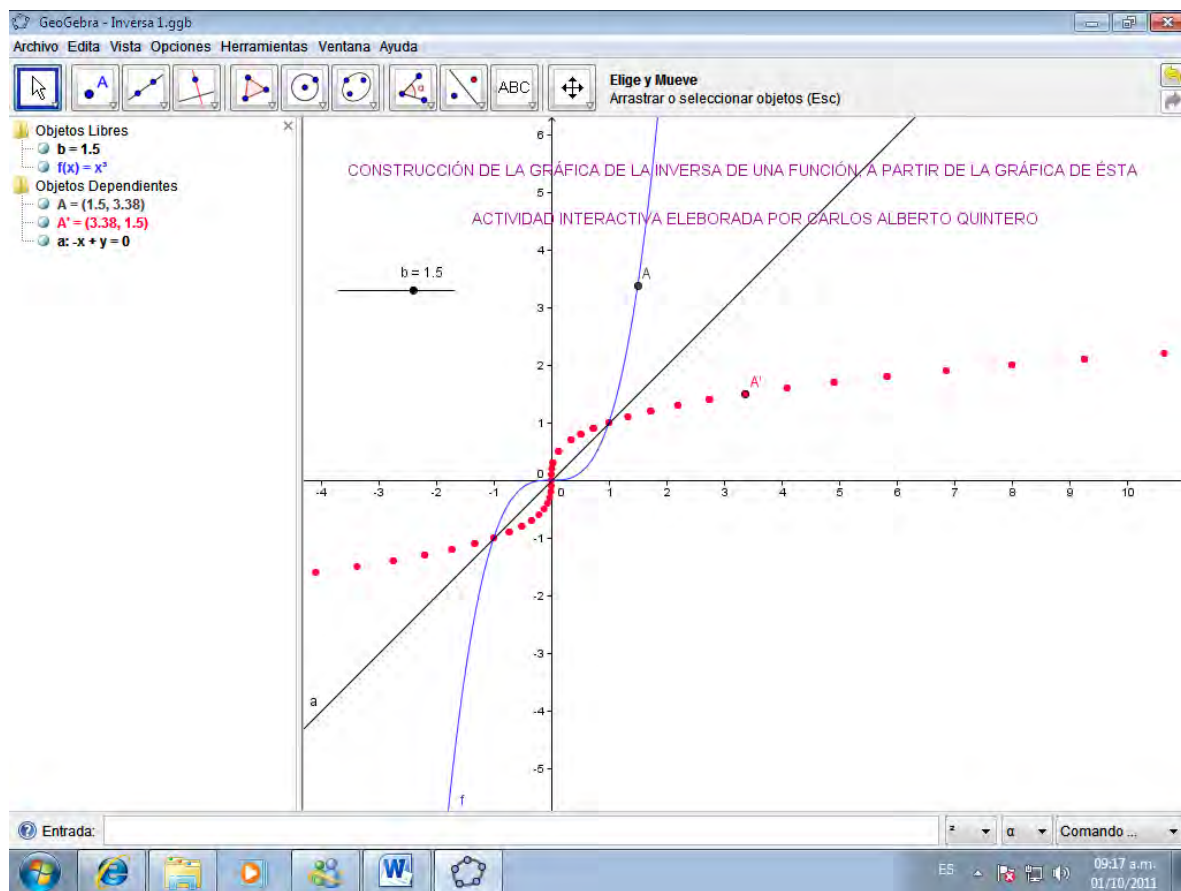 GeoGebra - Inversa 1.ggb
Archivo Edita Vista Opciones Herramientas Ventana Ayuda
A
α
ABC
Elige y Mueve
Arrastrar o seleccionar objetos (Esc)
Objetos Libres
b = 1.5
f(x) = x³
Objetos Dependientes
A = (1.5, 3.38)
A' = (3.38, 1.5)
a: -x + y = 0
CONSTRUCCIÓN DE LA GRÁFICA DE LA INVERSA DE UNA FUNCIÓN, A PARTIR DE LA GRÁFICA DE ÉSTA
ACTIVIDAD INTERACTIVA ELEBORADA POR CARLOS ALBERTO QUINTERO
b = 1.5
A
A'
a
f
6
5
4
3
2
1
0
-1
-2
-3
-4
-5
-4 -3 -2 -1 0 1 2 3 4 5 6 7 8 9 10
Entrada:
² α Comando ...
W
ES
09:17 a.m.
01/10/2011